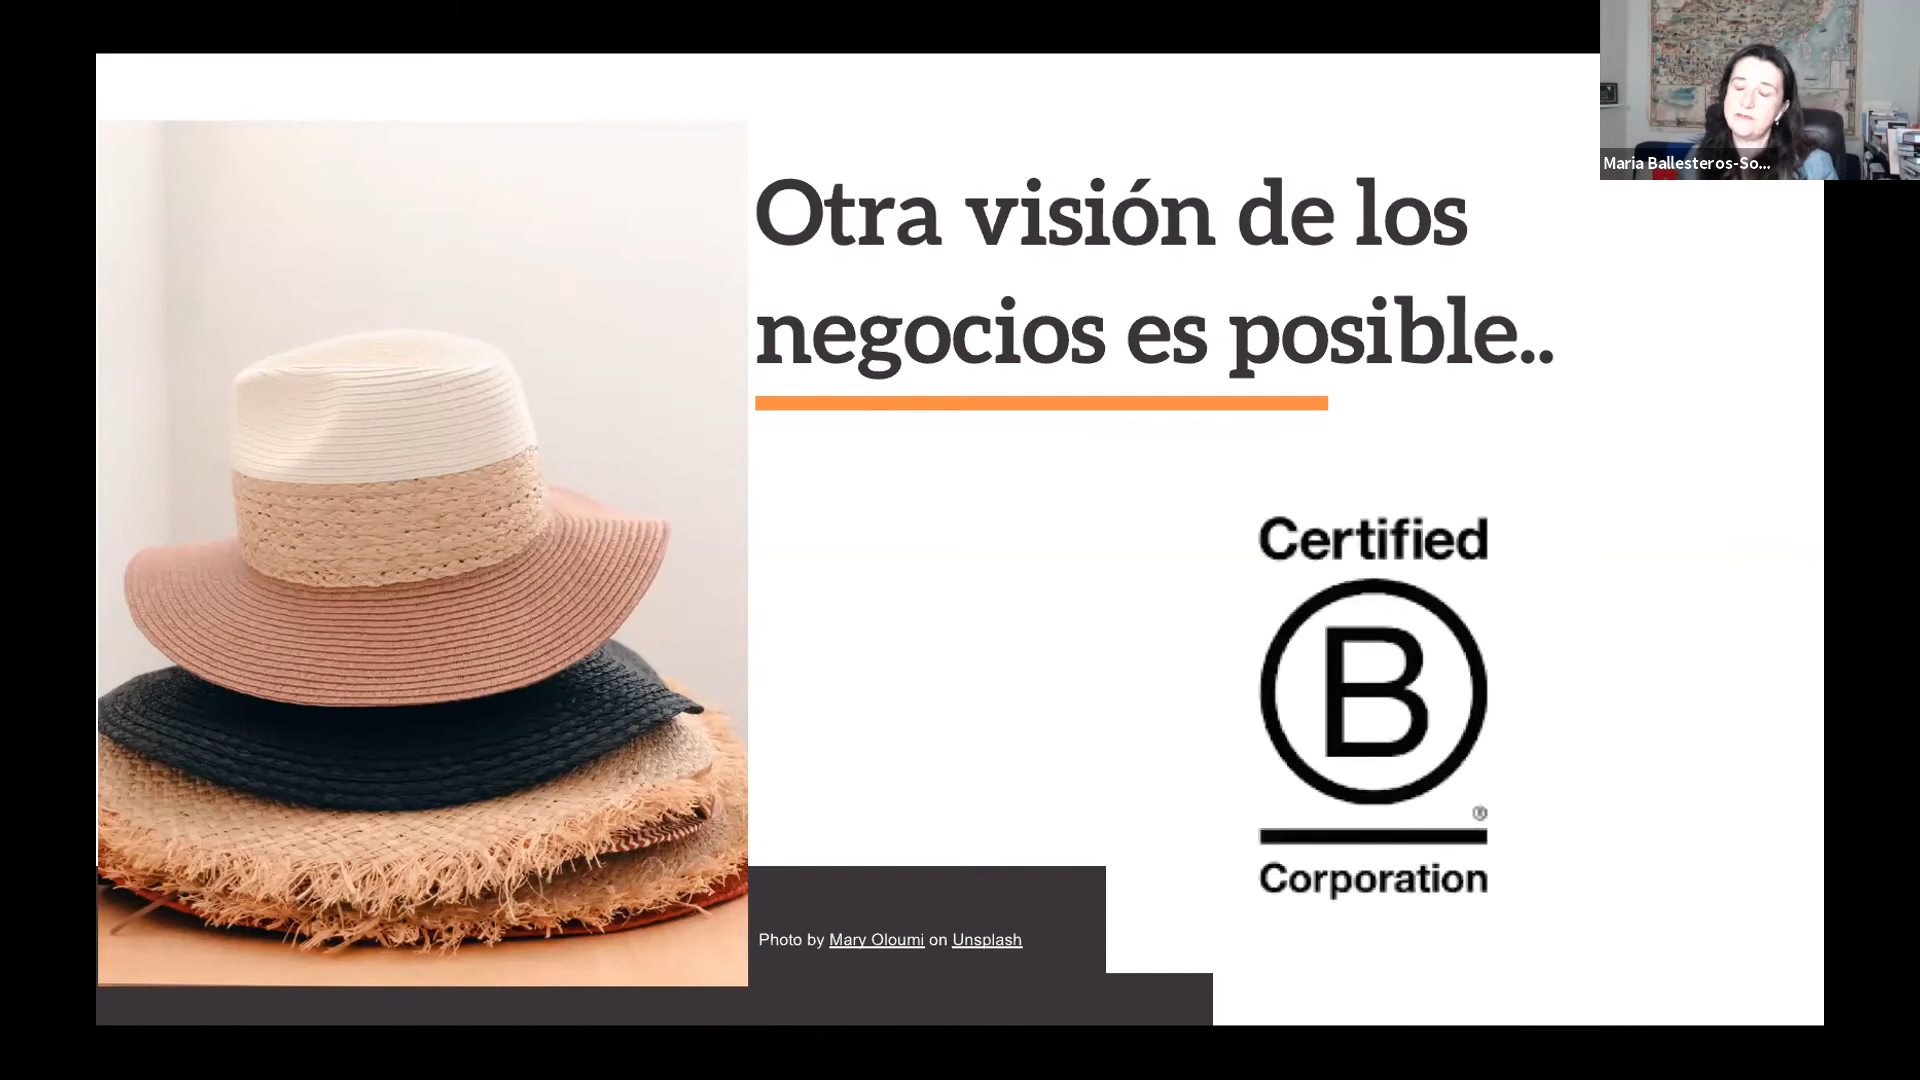 Maria Ballesteros-So...
Otra visión de los
negocios es posible..
Certified
B
®
Corporation
Photo by Mary Oloumi on Unsplash